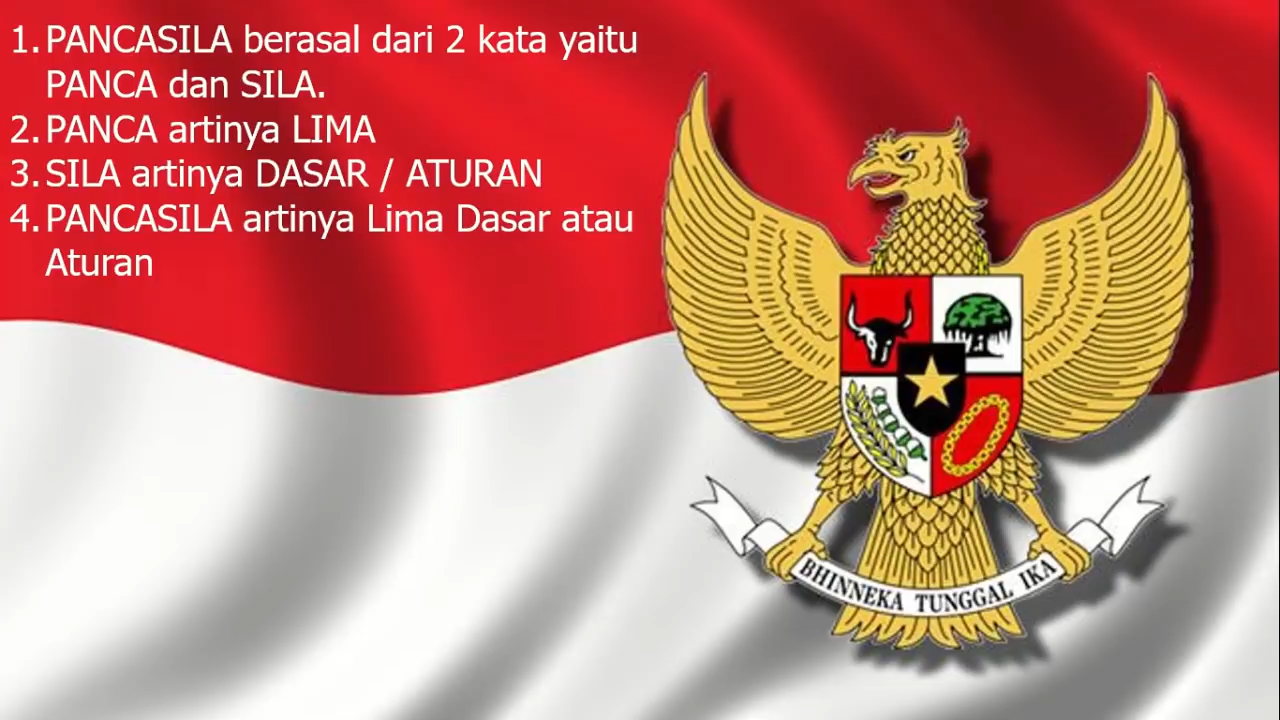 1. PANCASILA berasal dari 2 kata yaitu
PANCA dan SILA.
2. PANCA artinya LIMA
3. SILA artinya DASAR / ATURAN
4. PANCASILA artinya Lima Dasar atau
Aturan
BHINNEKA TUNGGAL IKA